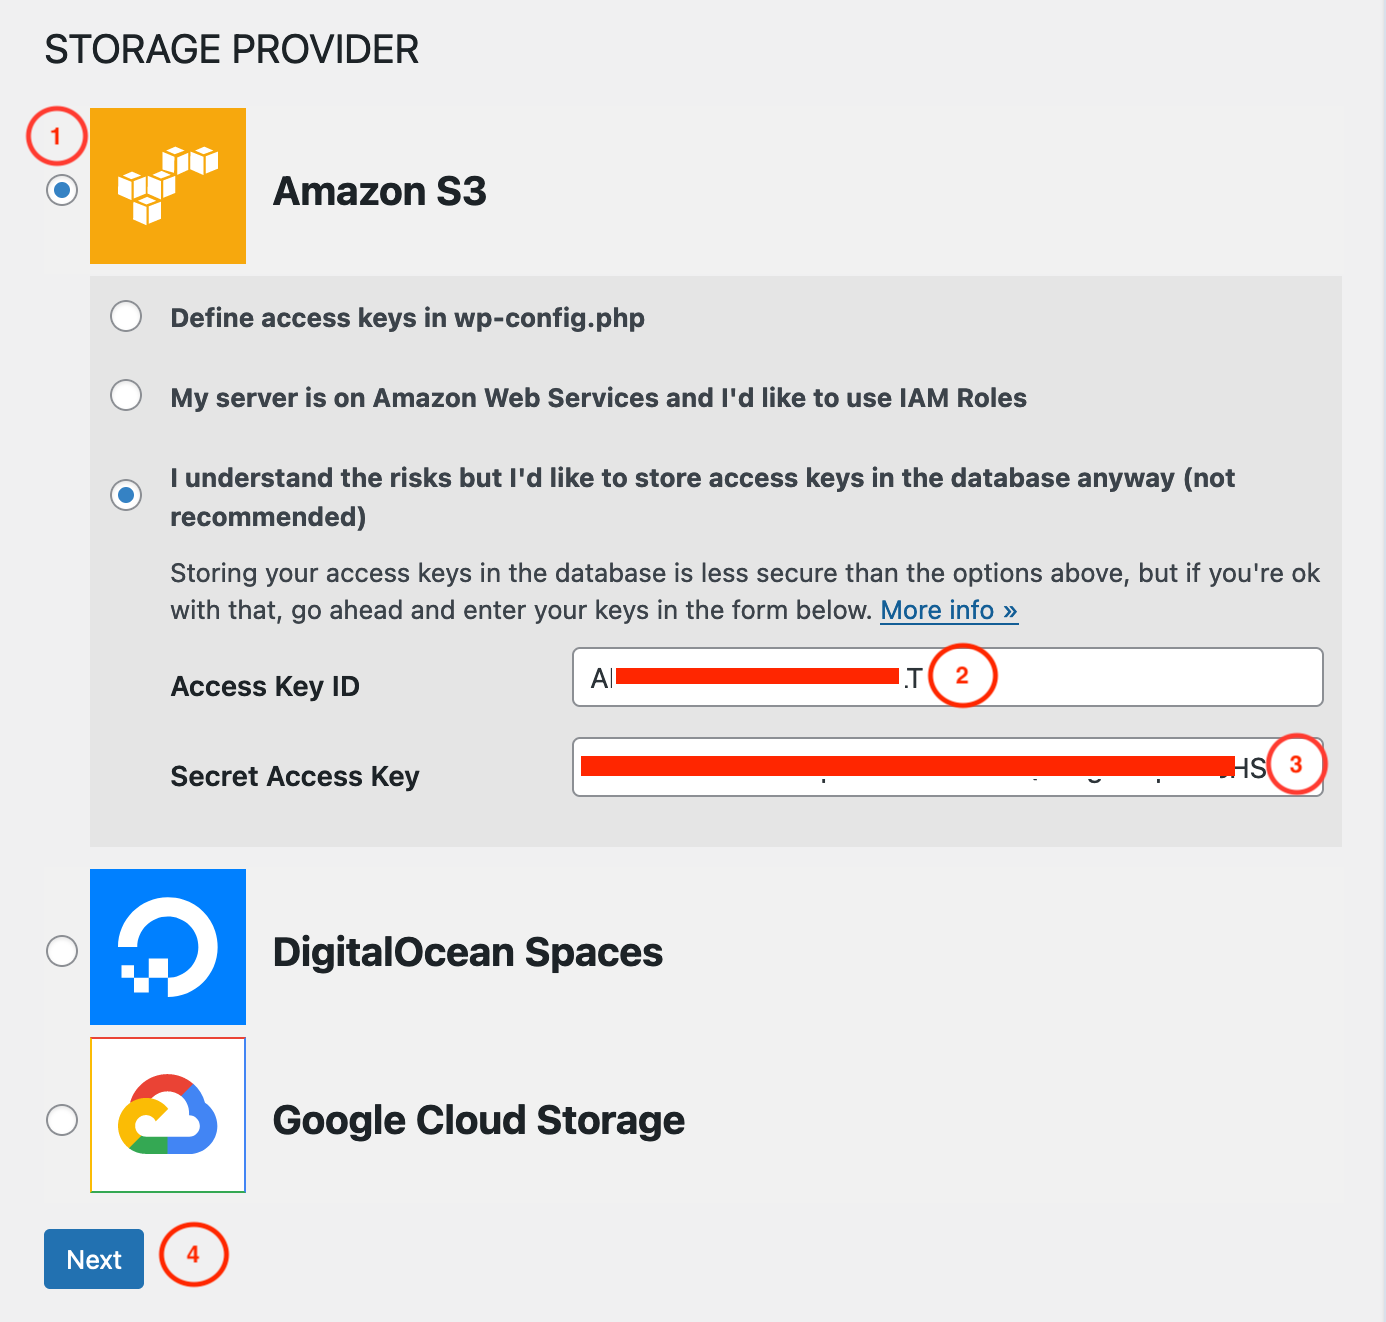 STORAGE PROVIDER
1
Amazon S3
Define access keys in wp-config.php
My server is on Amazon Web Services and I'd like to use IAM Roles
I understand the risks but I'd like to store access keys in the database anyway (not
recommended)
Storing your access keys in the database is less secure than the options above, but if you're ok
with that, go ahead and enter your keys in the form below. More info »
Access Key ID
2
Secret Access Key
HS
3
DigitalOcean Spaces
Google Cloud Storage
Next
4